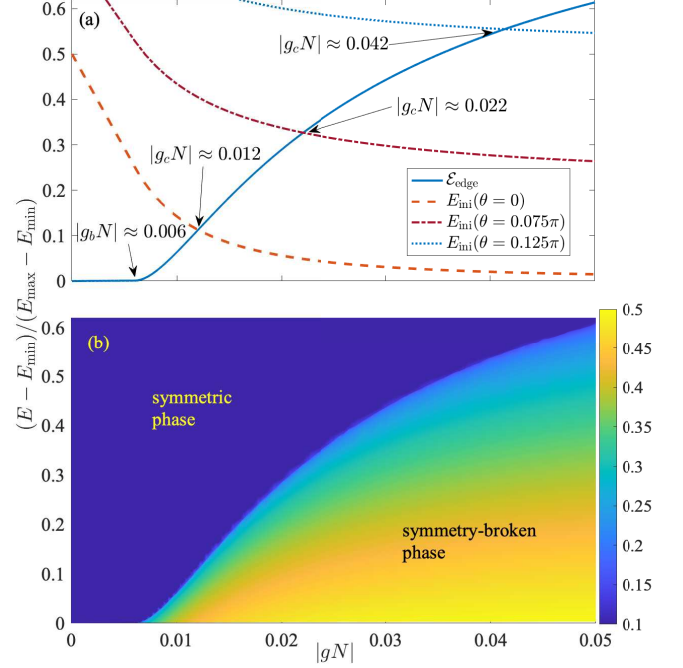 0.6
(a)
|g_cN| ≈ 0.042
0.5
|g_cN| ≈ 0.022
0.4
0.3
|g_cN| ≈ 0.012
ℰ_edge
0.2
E_ini(θ = 0)
E_ini(θ = 0.075π)
|g_bN| ≈ 0.006
0.1
E_ini(θ = 0.125π)
0
(E − E_min)/(E_max − E_min)
0.6
(b)
0.5
0.5
symmetric
phase
0.45
0.4
0.4
0.35
0.3
0.3
0.2
symmetry-broken
phase
0.25
0.2
0.1
0.15
0
0.1
0
0.01
0.02
0.03
0.04
0.05
|gN|